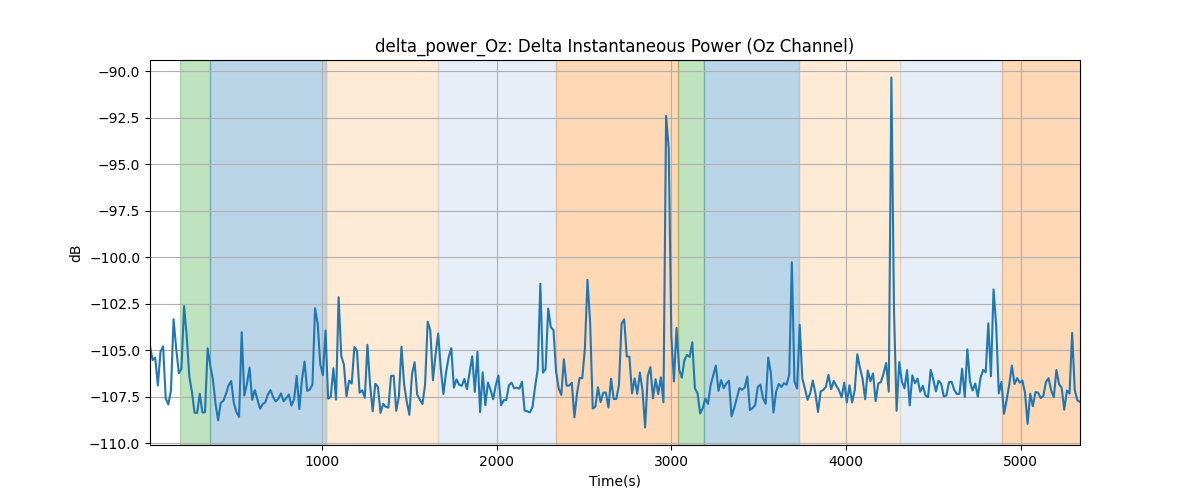 delta_power_Oz: Delta Instantaneous Power (Oz Channel)
−90.0
−92.5
−95.0
−97.5
−100.0
−102.5
−105.0
−107.5
−110.0
dB
1000 2000 3000 4000 5000
Time(s)